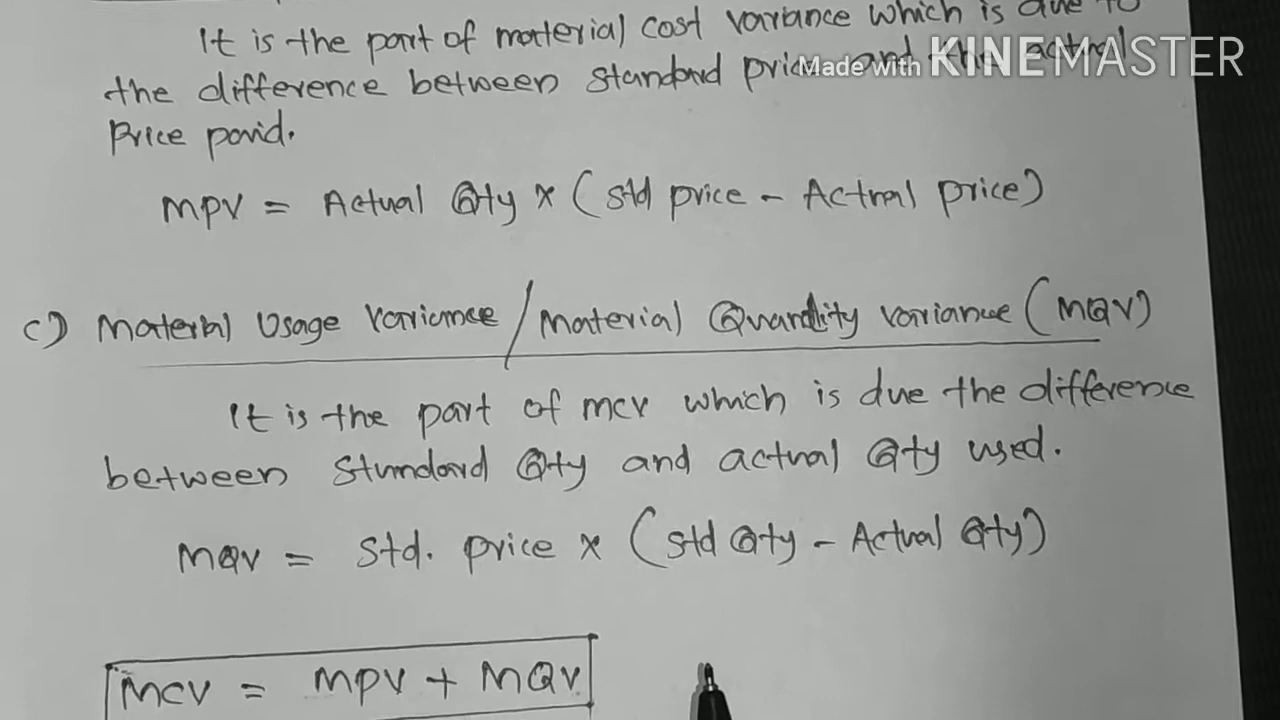 It is the part of material cost variance which is due to
the difference between standard price and the actual
Price paid.
Made with KINEMASTER
MPV = Actual Qty × (Std price - Actual price)
c) Material Usage Variance / Material Quantity variance (MQV)
It is the part of mcv which is due the difference
between standard Qty and actual Qty used.
MQV = Std. price × (Std Qty - Actual Qty)
MCV = MPV + MQV